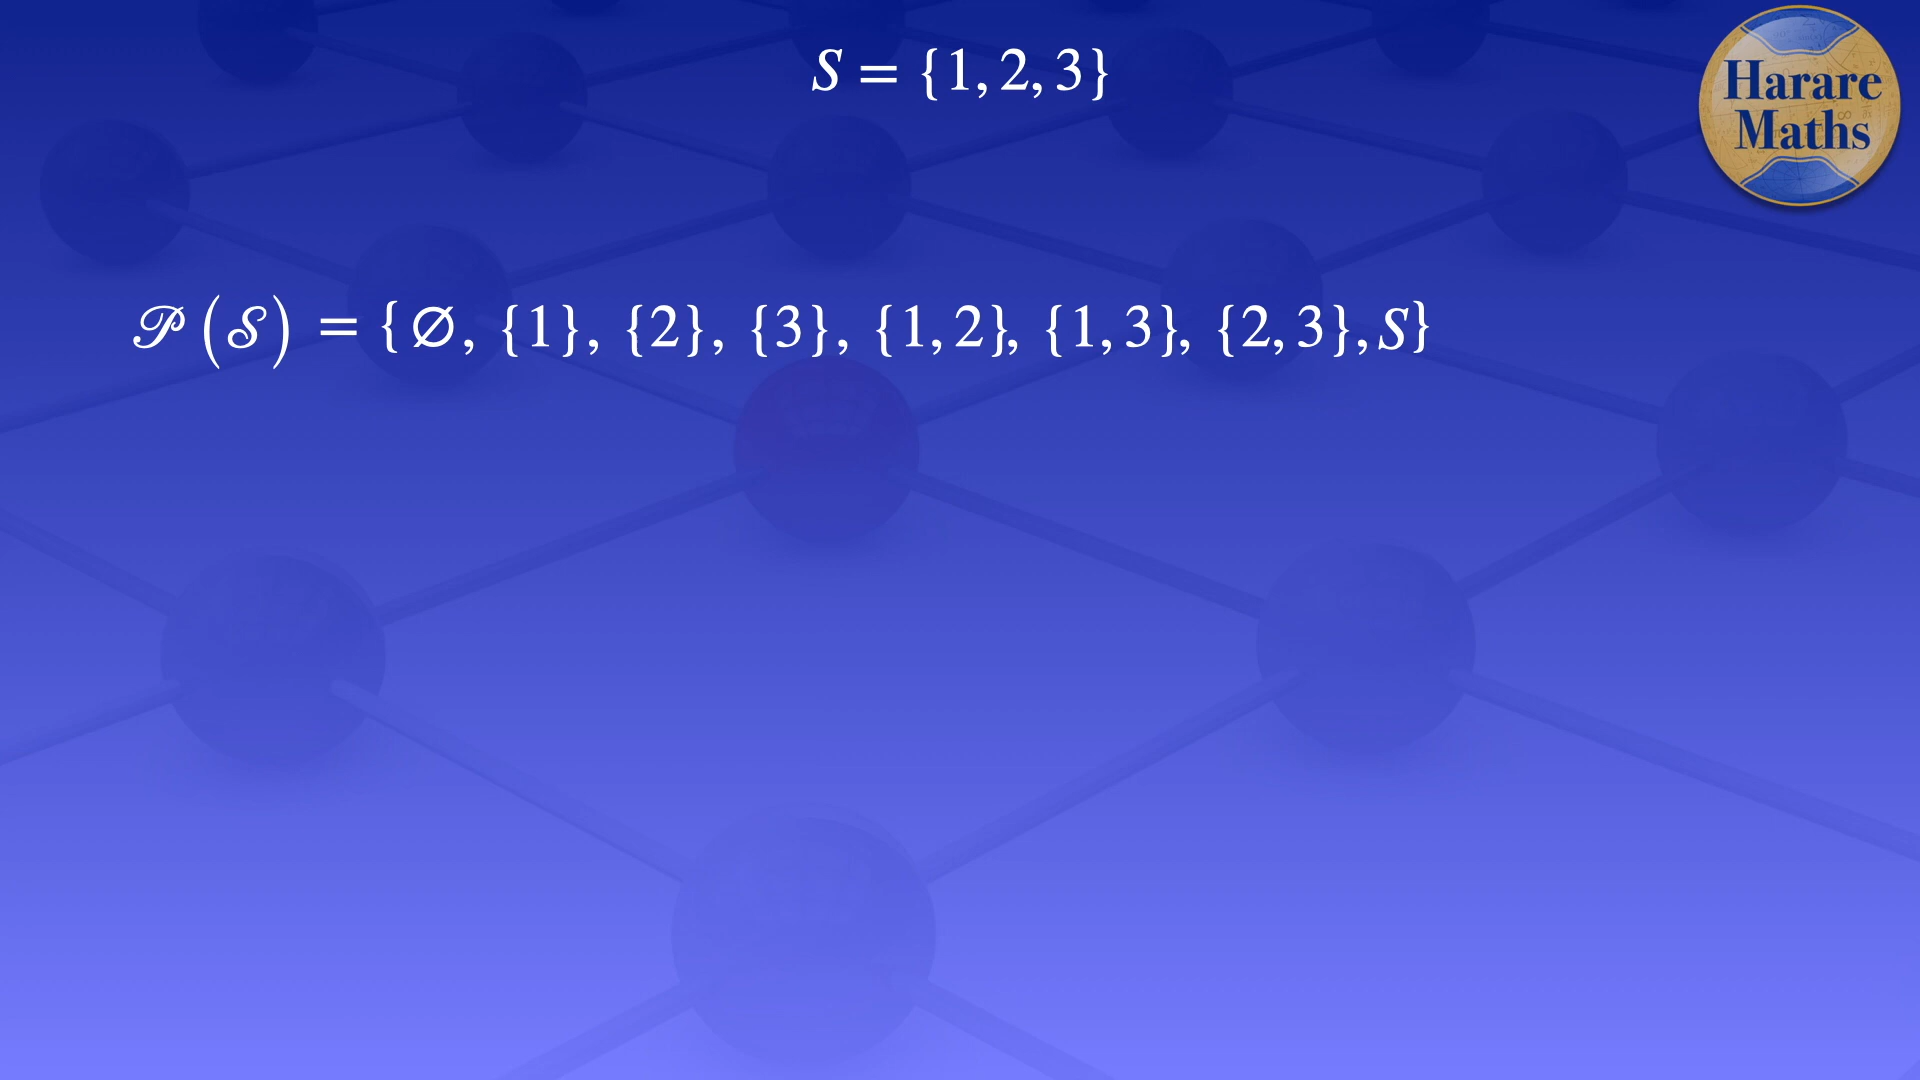 S = {1, 2, 3}
Harare
Maths
𝒫(𝒮) = {∅, {1}, {2}, {3}, {1, 2}, {1, 3}, {2, 3}, S}